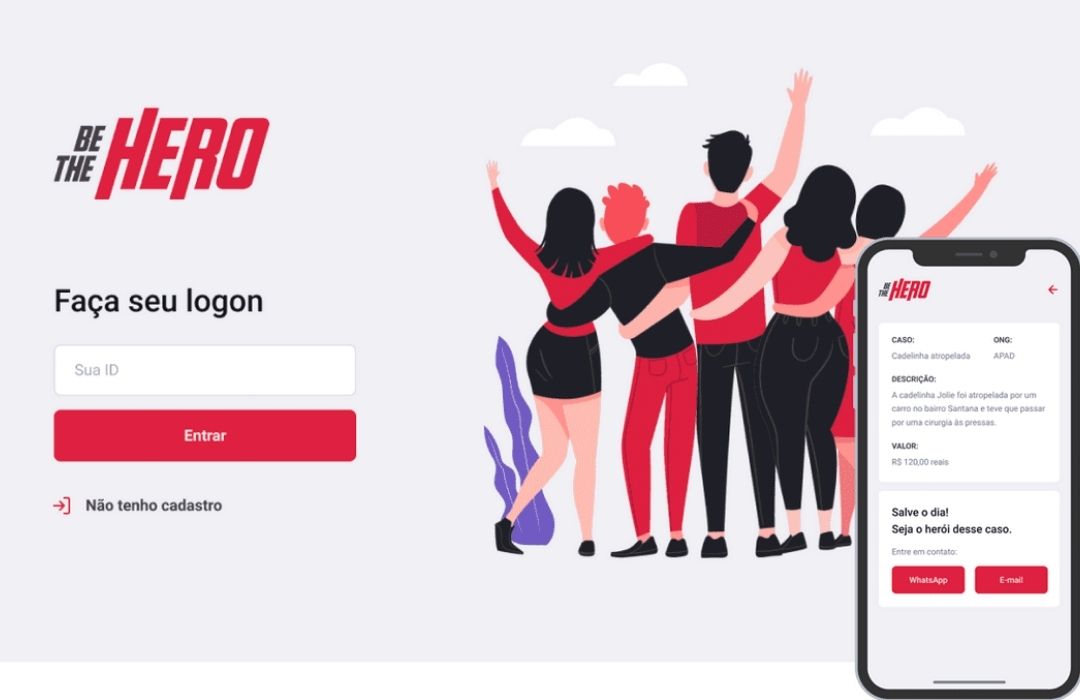 BE
THE HERO
Faça seu logon
Sua ID
Entrar
Não tenho cadastro
BE
THE HERO
CASO: ONG:
Cadelinha atropelada APAD
DESCRIÇÃO:
A cadelinha Jolie foi atropelada por um
carro no bairro Santana e teve que passar
por uma cirurgia às pressas.
VALOR:
R$ 120,00 reais
Salve o dia!
Seja o herói desse caso.
Entre em contato:
WhatsApp E-mail